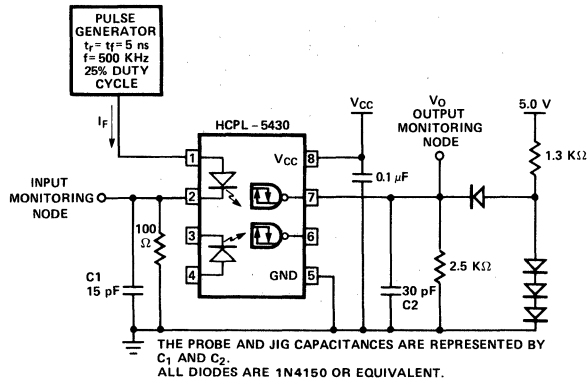 PULSE
GENERATOR
tr = tf = 5 ns
f = 500 KHz
25% DUTY
CYCLE
IF
HCPL – 5430
VCC
VO
OUTPUT
MONITORING
NODE
5.0 V
1.3 KΩ
1
VCC
8
0.1 μF
INPUT
MONITORING
NODE
2
7
100
Ω
3
6
2.5 KΩ
C1
15 pF
4
GND
5
30 pF
C2
THE PROBE AND JIG CAPACITANCES ARE REPRESENTED BY
C1 AND C2.
ALL DIODES ARE 1N4150 OR EQUIVALENT.